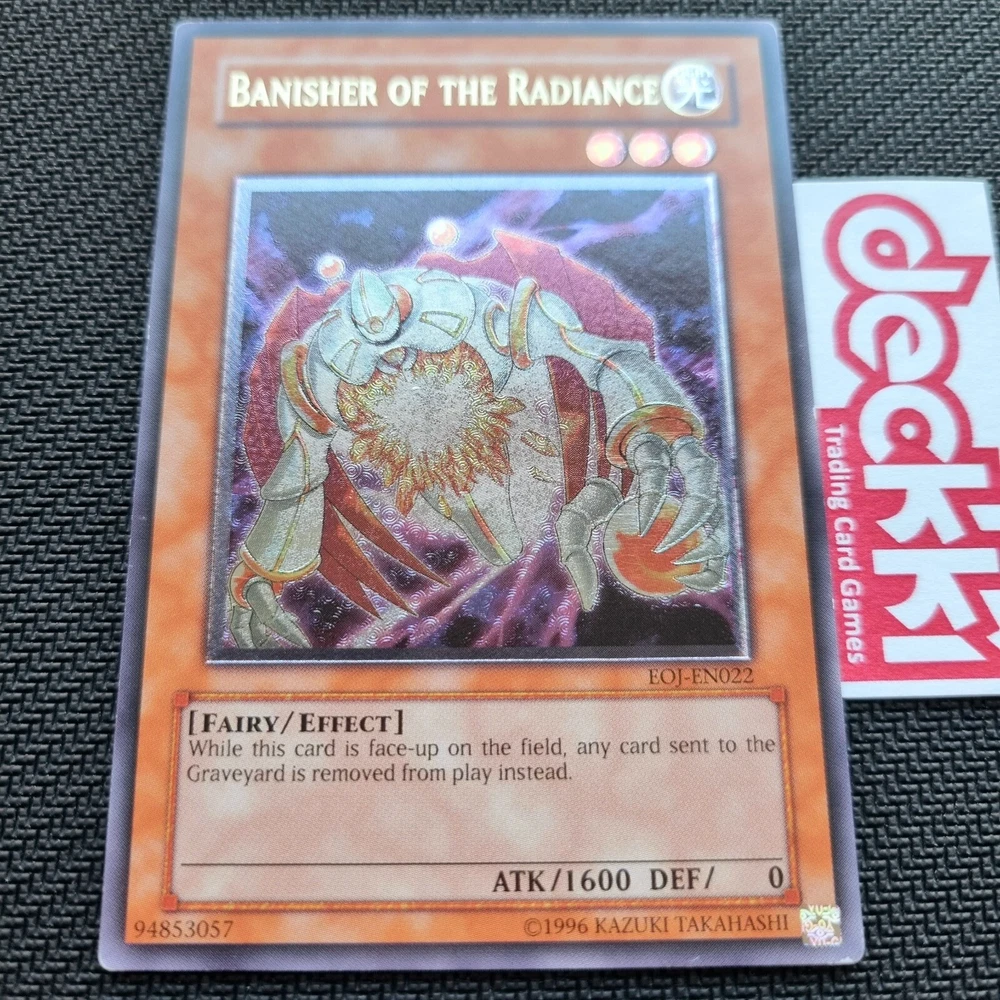 BANISHER OF THE RADIANCE
光
EOJ-EN022
[FAIRY/EFFECT]
While this card is face-up on the field, any card sent to the
Graveyard is removed from play instead.
ATK/1600 DEF/ 0
94853057
©1996 KAZUKI TAKAHASHI
deckki
Trading Card Games